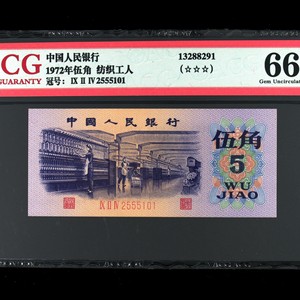 CG
GUARANTY
中国人民银行
1972年伍角 纺织工人
冠号：IX II IV 2555101
13288291
(☆☆☆)
66
Gem Uncirculat
中国人民银行
伍角
5
WU
JIAO
IX II IV 2555101